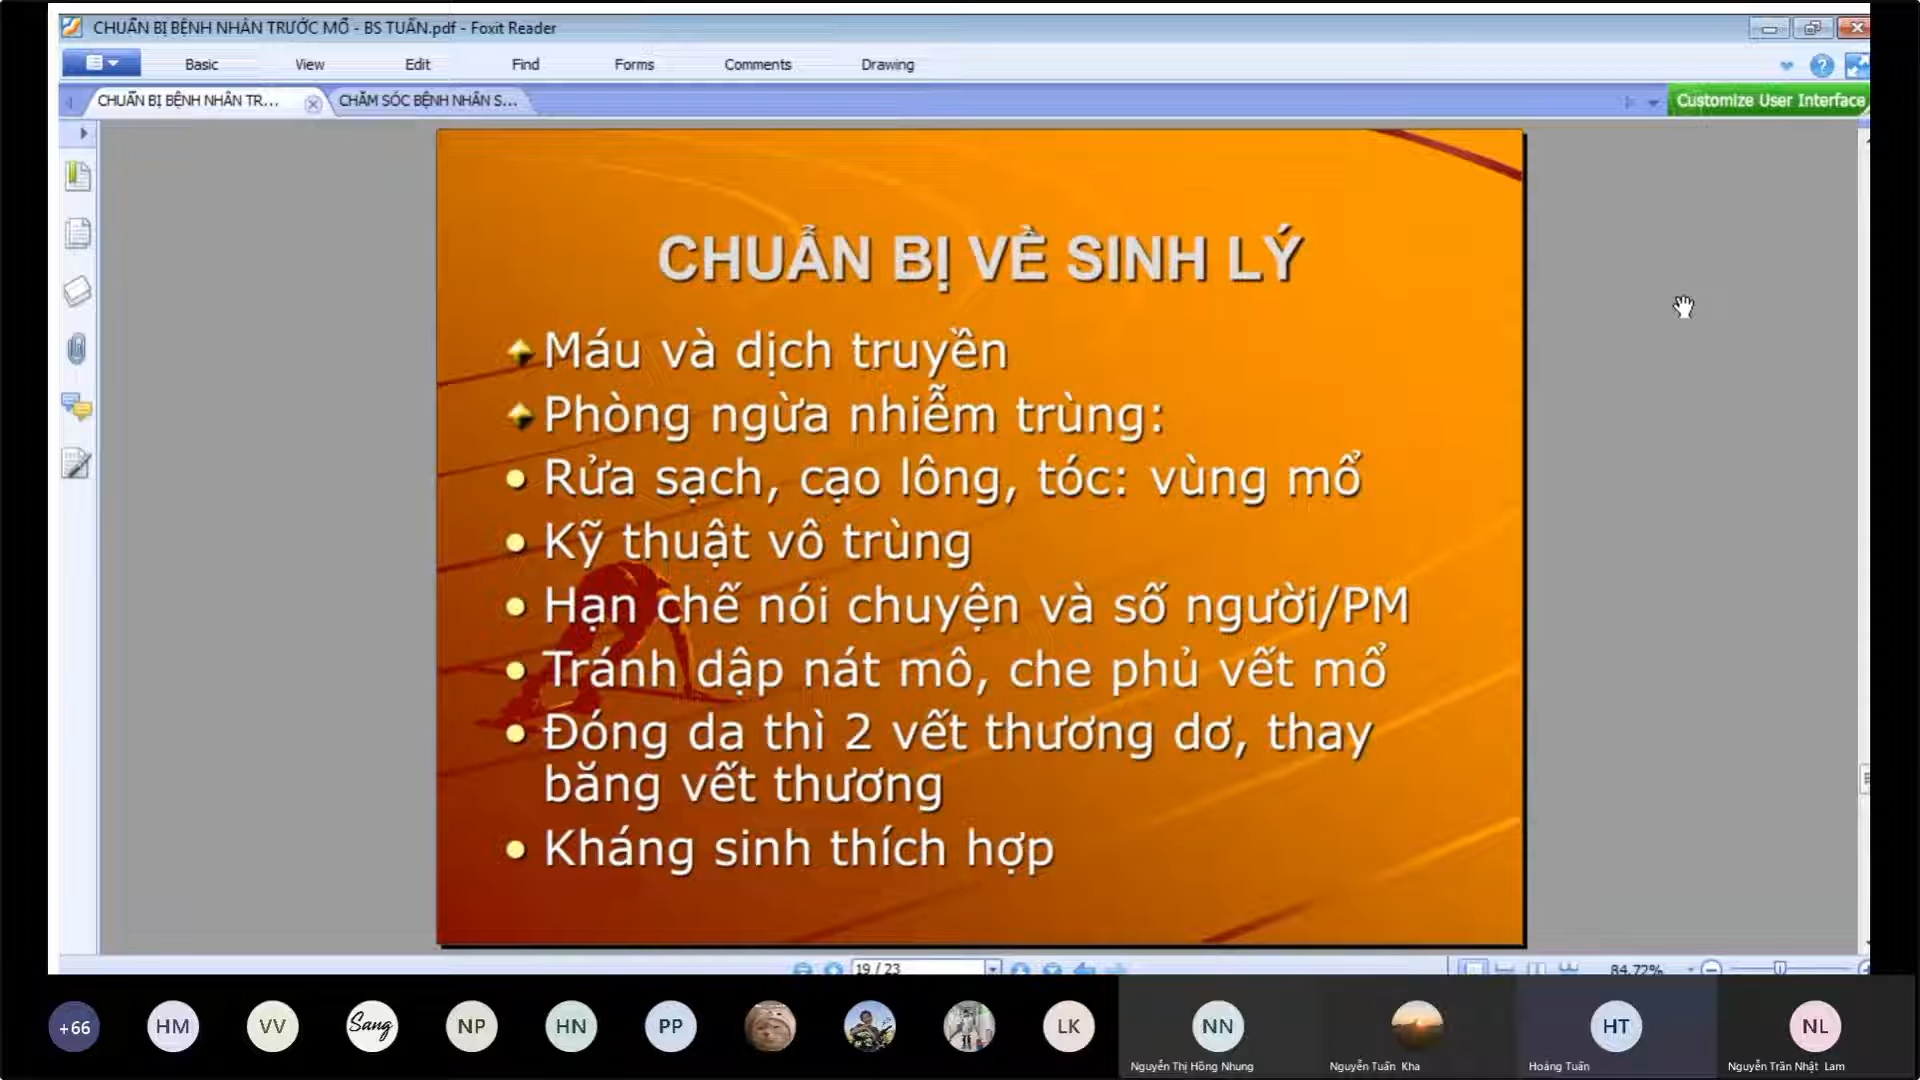 CHUẨN BỊ BỆNH NHÂN TRƯỚC MỔ - BS TUẤN.pdf - Foxit Reader
Basic View Edit Find Forms Comments Drawing
CHUẨN BỊ BỆNH NHÂN TR... CHĂM SÓC BỆNH NHÂN S... Customize User Interface
CHUẨN BỊ VỀ SINH LÝ
Máu và dịch truyền
Phòng ngừa nhiễm trùng:
Rửa sạch, cạo lông, tóc: vùng mổ
Kỹ thuật vô trùng
Hạn chế nói chuyện và số người/PM
Tránh dập nát mô, che phủ vết mổ
Đóng da thì 2 vết thương dơ, thay
băng vết thương
Kháng sinh thích hợp
19 / 23 84.72%
+66 HM VV Sang NP HN PP LK NN HT NL
Nguyễn Thị Hồng Nhung Nguyễn Tuấn Kha Hoàng Tuấn Nguyễn Trần Nhật Lam